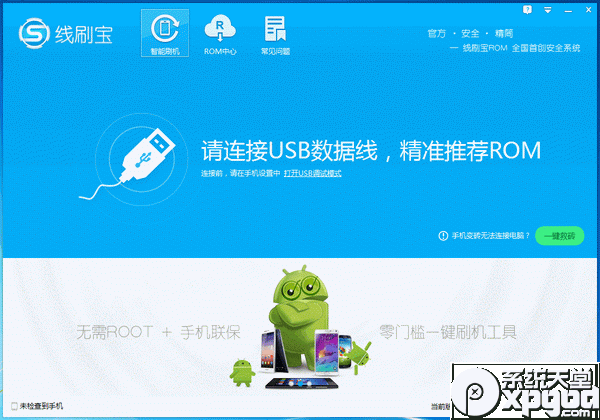 线刷宝
智能刷机
ROM中心
常见问题
官方 · 安全 · 精简
— 线刷宝ROM 全国首创安全系统
请连接USB数据线，精准推荐ROM
连接前，请在手机设置中 打开USB调试模式
手机变砖无法连接电脑？
一键救砖
无需ROOT + 手机联保
零门槛一键刷机工具
未检查到手机
当前版
系统天堂
xpgod